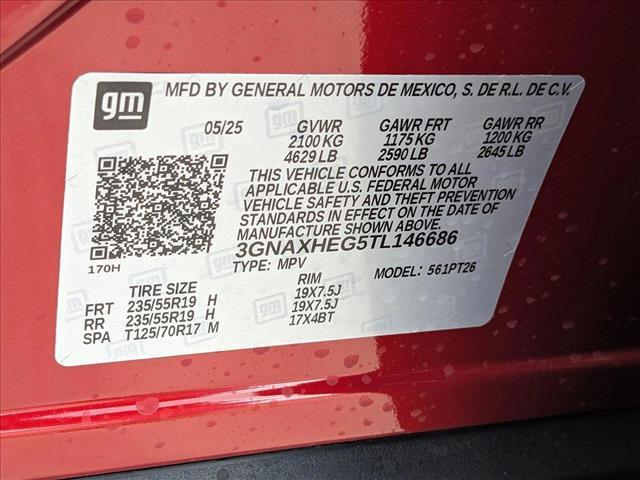 gm MFD BY GENERAL MOTORS DE MEXICO, S. DE R.L. DE C.V.
05/25 GVWR GAWR FRT GAWR RR
2100 KG 1175 KG 1200 KG
4629 LB 2590 LB 2645 LB
THIS VEHICLE CONFORMS TO ALL
APPLICABLE U.S. FEDERAL MOTOR
VEHICLE SAFETY AND THEFT PREVENTION
STANDARDS IN EFFECT ON THE DATE OF
MANUFACTURE SHOWN ABOVE.
3GNAXHEG5TL146686
170H TYPE: MPV MODEL: 561PT26
TIRE SIZE RIM
FRT 235/55R19 H 19X7.5J
RR 235/55R19 H 19X7.5J
SPA T125/70R17 M 17X4BT